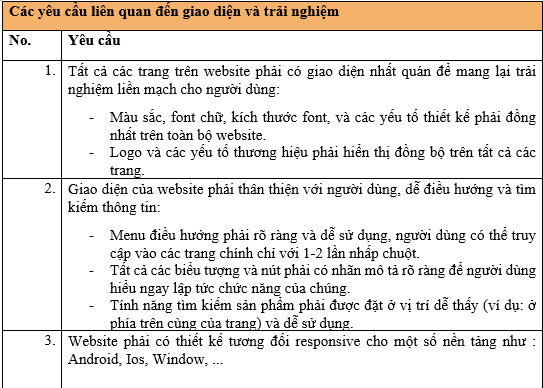 Các yêu cầu liên quan đến giao diện và trải nghiệm
No. Yêu cầu
1. Tất cả các trang trên website phải có giao diện nhất quán để mang lại trải
nghiệm liền mạch cho người dùng:
- Màu sắc, font chữ, kích thước font, và các yếu tố thiết kế phải đồng
nhất trên toàn bộ website.
- Logo và các yếu tố thương hiệu phải hiển thị đồng bộ trên tất cả các
trang.
2. Giao diện của website phải thân thiện với người dùng, dễ điều hướng và tìm
kiếm thông tin:
- Menu điều hướng phải rõ ràng và dễ sử dụng, người dùng có thể truy
cập vào các trang chính chỉ với 1-2 lần nhấp chuột.
- Tất cả các biểu tượng và nút phải có nhãn mô tả rõ ràng để người dùng
hiểu ngay lập tức chức năng của chúng.
- Tính năng tìm kiếm sản phẩm phải được đặt ở vị trí dễ thấy (ví dụ: ở
phía trên cùng của trang) và dễ sử dụng.
3. Website phải có thiết kế tương đối responsive cho một số nền tảng như :
Android, Ios, Window, ...